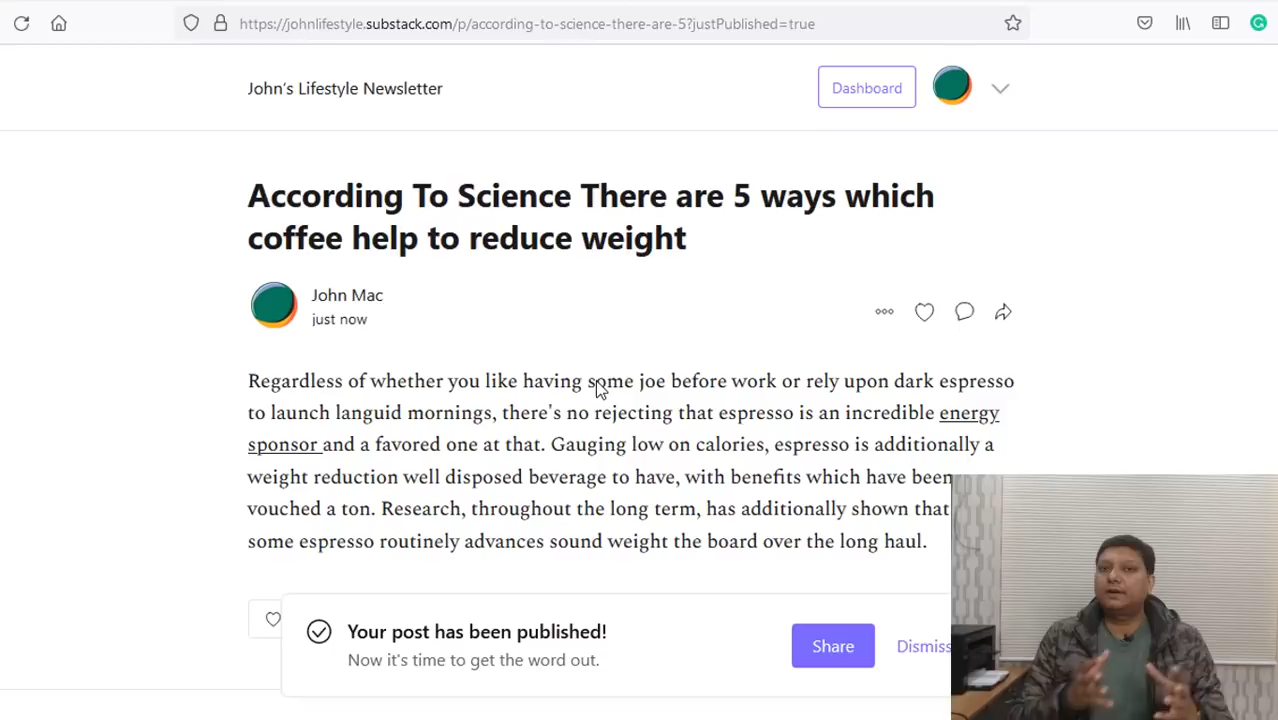 https://johnlifestyle.substack.com/p/according-to-science-there-are-5?justPublished=true
John's Lifestyle Newsletter
Dashboard
According To Science There are 5 ways which
coffee help to reduce weight
John Mac
just now
Regardless of whether you like having some joe before work or rely upon dark espresso
to launch languid mornings, there's no rejecting that espresso is an incredible energy
sponsor and a favored one at that. Gauging low on calories, espresso is additionally a
weight reduction well disposed beverage to have, with benefits which have been
vouched a ton. Research, throughout the long term, has additionally shown that
some espresso routinely advances sound weight the board over the long haul.
Your post has been published!
Now it's time to get the word out.
Share
Dismiss